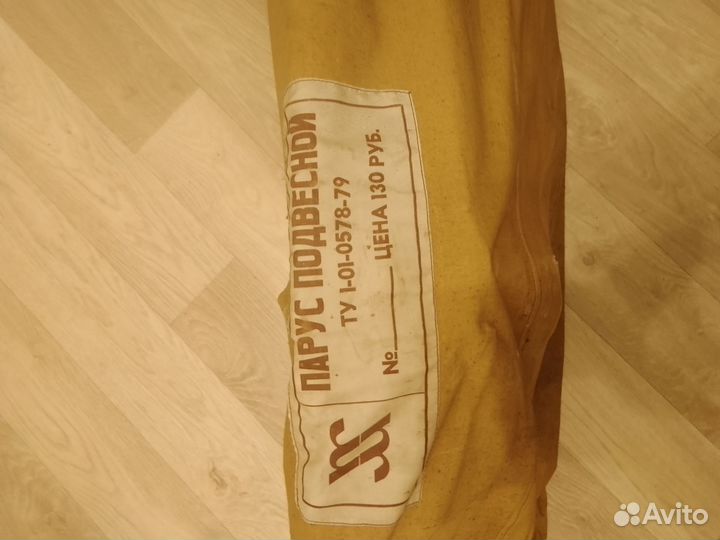 ПАРУС ПОДВЕСНОЙ
ТУ 1-01-0578-79
№ ЦЕНА 130 РУБ.
Avito